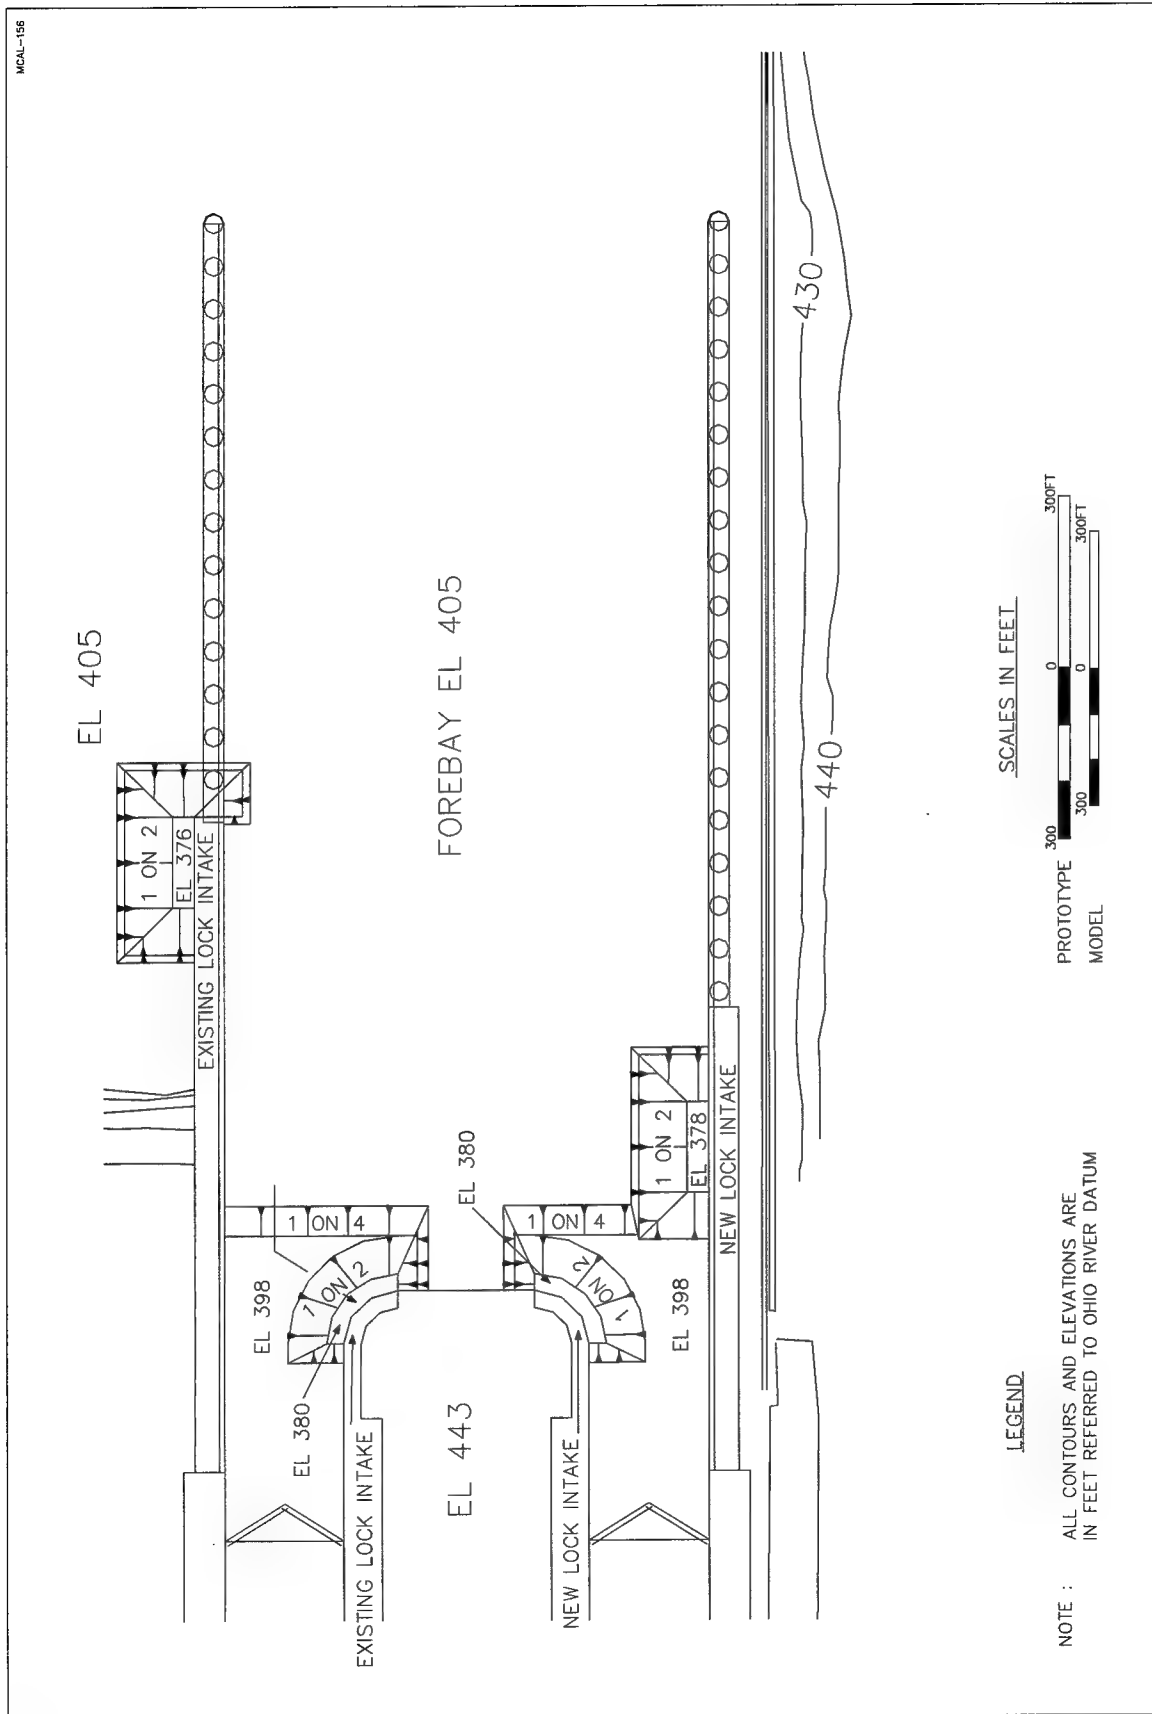 MCAL-156
EL 405
1 ON 2
EL 376
EXISTING LOCK INTAKE
FOREBAY EL 405
EL 398
1 ON 4
1 ON 2
EL 380
EXISTING LOCK INTAKE
EL 443
EL 380
1 ON 4
1 ON 2
NEW LOCK INTAKE
EL 398
1 ON 2
EL 378
NEW LOCK INTAKE
430
440
LEGEND
NOTE : ALL CONTOURS AND ELEVATIONS ARE
IN FEET REFERRED TO OHIO RIVER DATUM
SCALES IN FEET
PROTOTYPE 300 0 300FT
MODEL 300 0 300FT